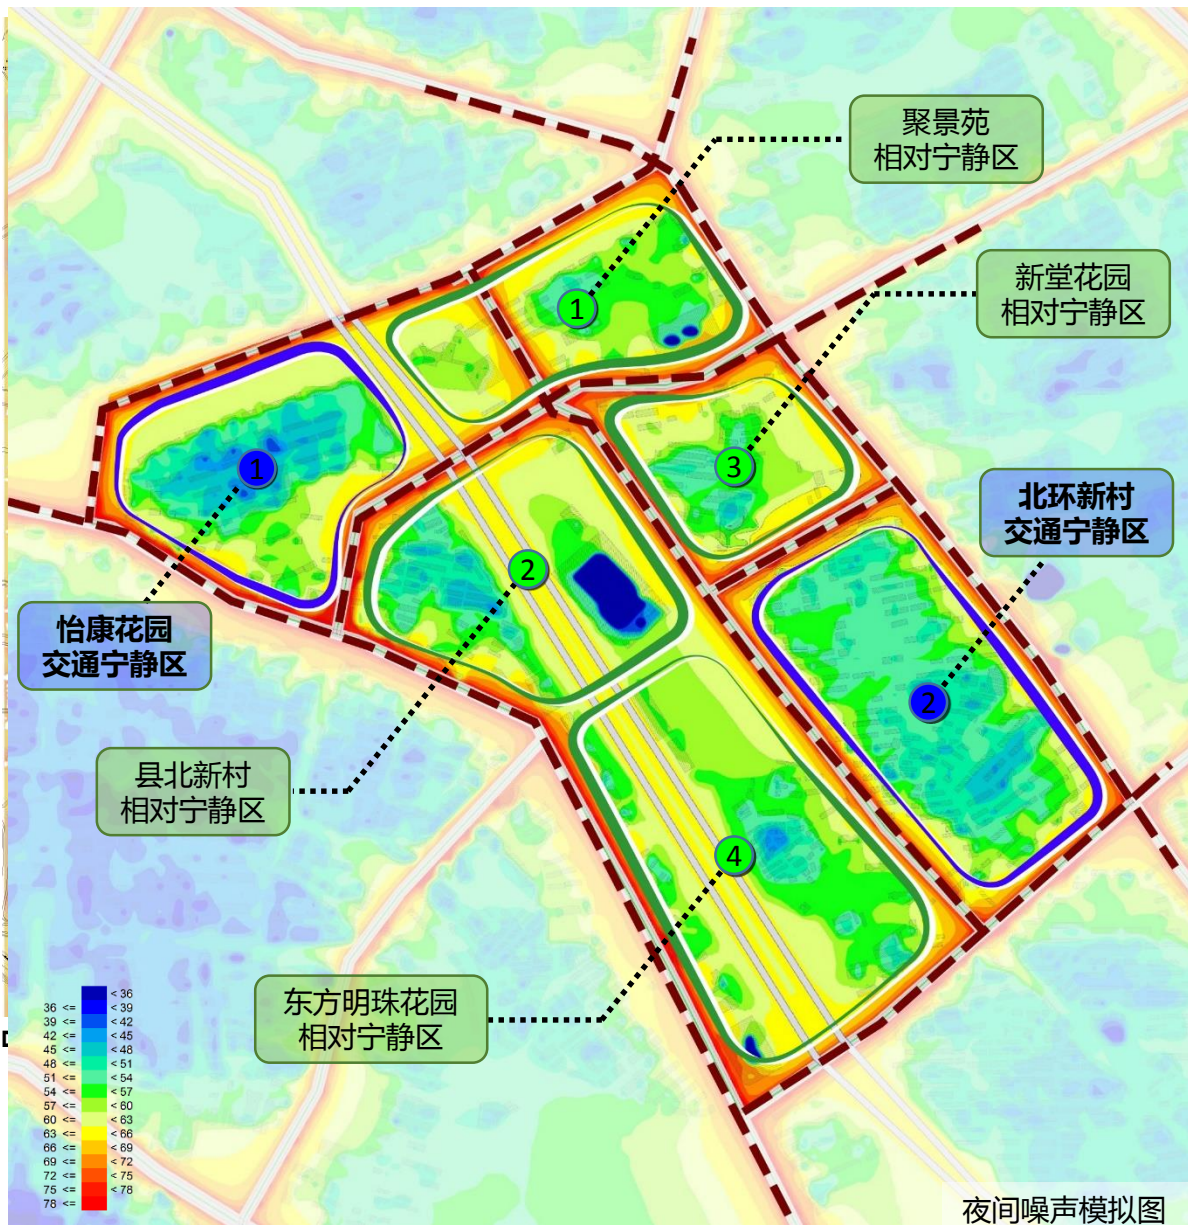 聚景苑
相对宁静区
新堂花园
相对宁静区
北环新村
交通宁静区
怡康花园
交通宁静区
县北新村
相对宁静区
东方明珠花园
相对宁静区
1
3
1
2
2
4
< 36
36 <= < 39
39 <= < 42
42 <= < 45
45 <= < 48
48 <= < 51
51 <= < 54
54 <= < 57
57 <= < 60
60 <= < 63
63 <= < 66
66 <= < 69
69 <= < 72
72 <= < 75
75 <= < 78
78 <=
夜间噪声模拟图